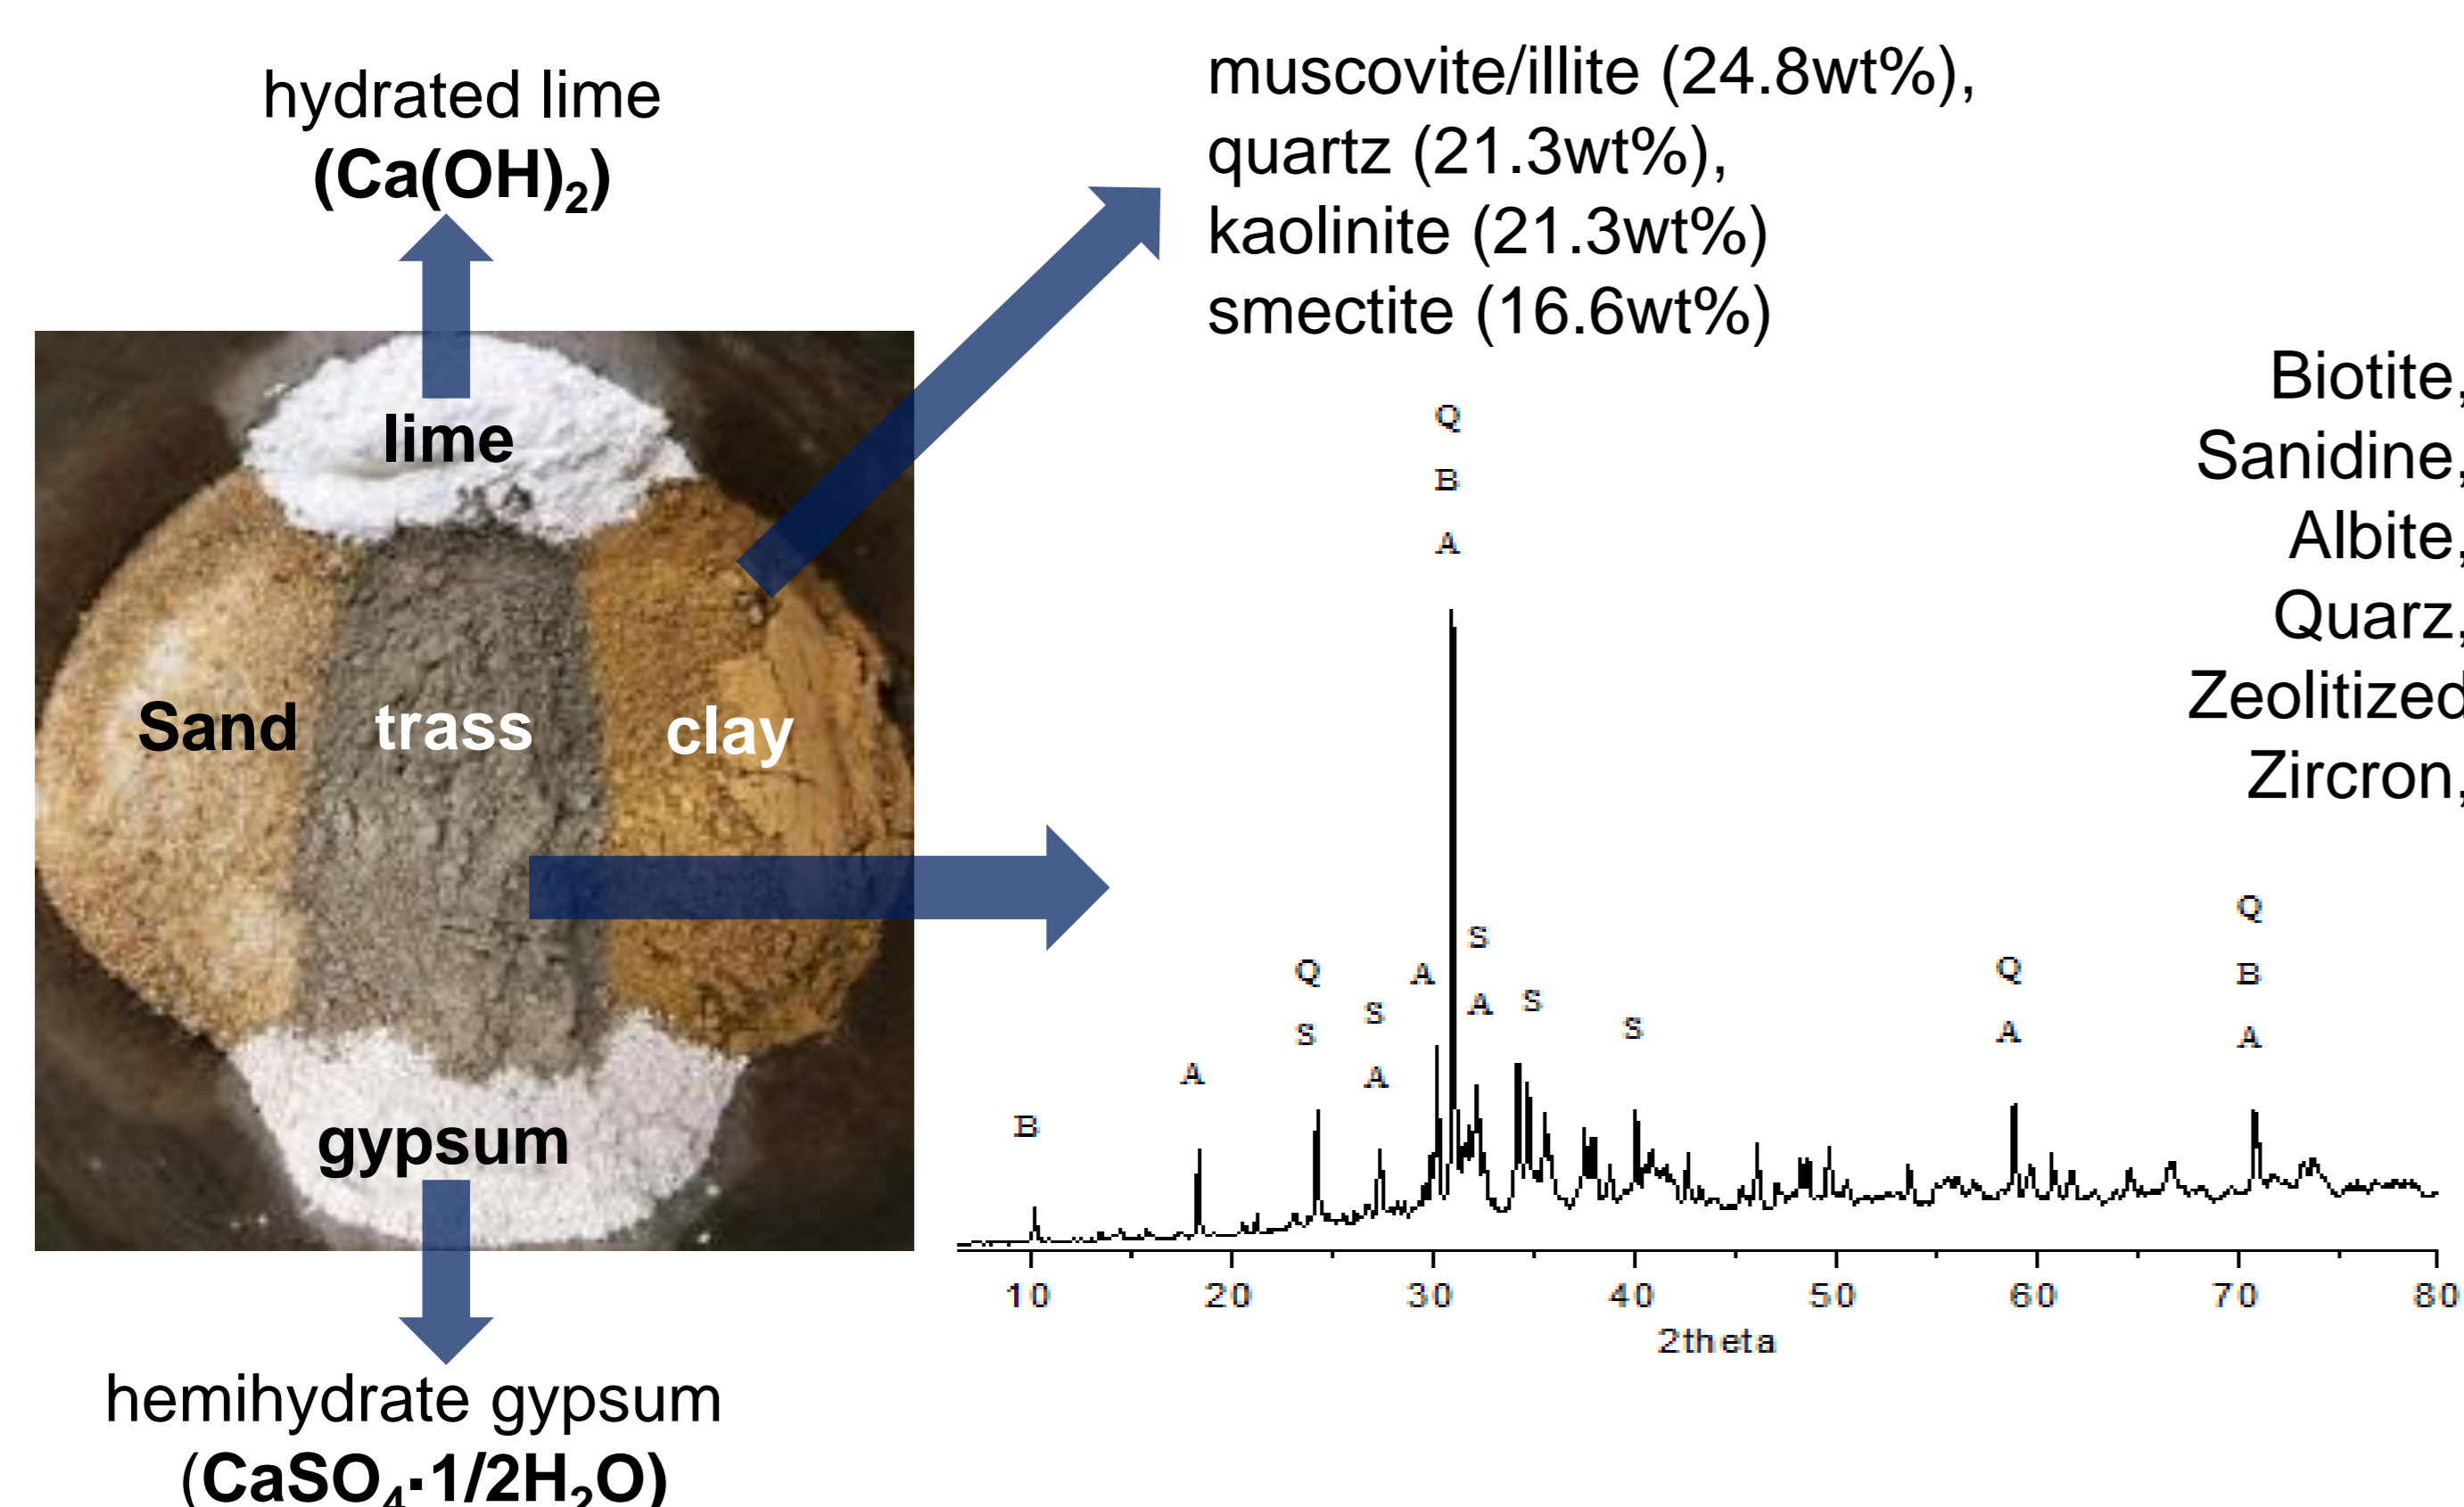 hydrated lime
(Ca(OH)₂)
muscovite/illite (24.8wt%),
quartz (21.3wt%),
kaolinite (21.3wt%)
smectite (16.6wt%)
Biotite,
Sanidine,
Albite,
Quarz,
Zeolitized
Zircron,
lime
Sand trass clay
gypsum
hemihydrate gypsum
(CaSO₄·1/2H₂O)
Q
B
A
Q
S
Q A S Q B
S S A S S A A
A A
B
10 20 30 40 50 60 70 80
2theta